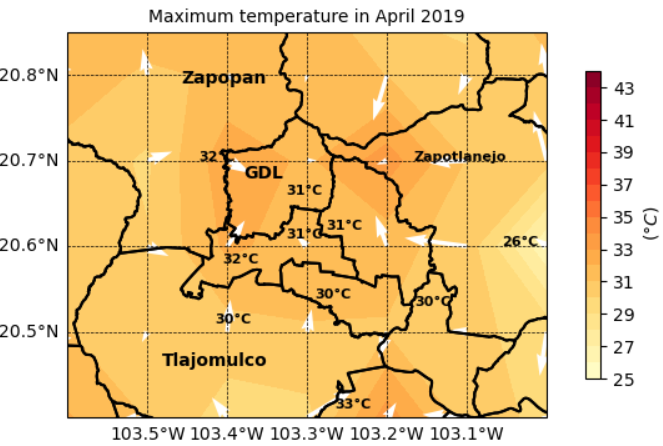 Maximum temperature in April 2019
20.8°N
Zapopan
43
41
39
20.7°N
32°
Zapotlanejo
GDL
37
31°C
35
31°C
31°C
(°C)
33
20.6°N
26°C
32°C
31
30°C
30°C
29
30°C
20.5°N
27
Tlajomulco
25
33°C
103.5°W 103.4°W 103.3°W 103.2°W 103.1°W